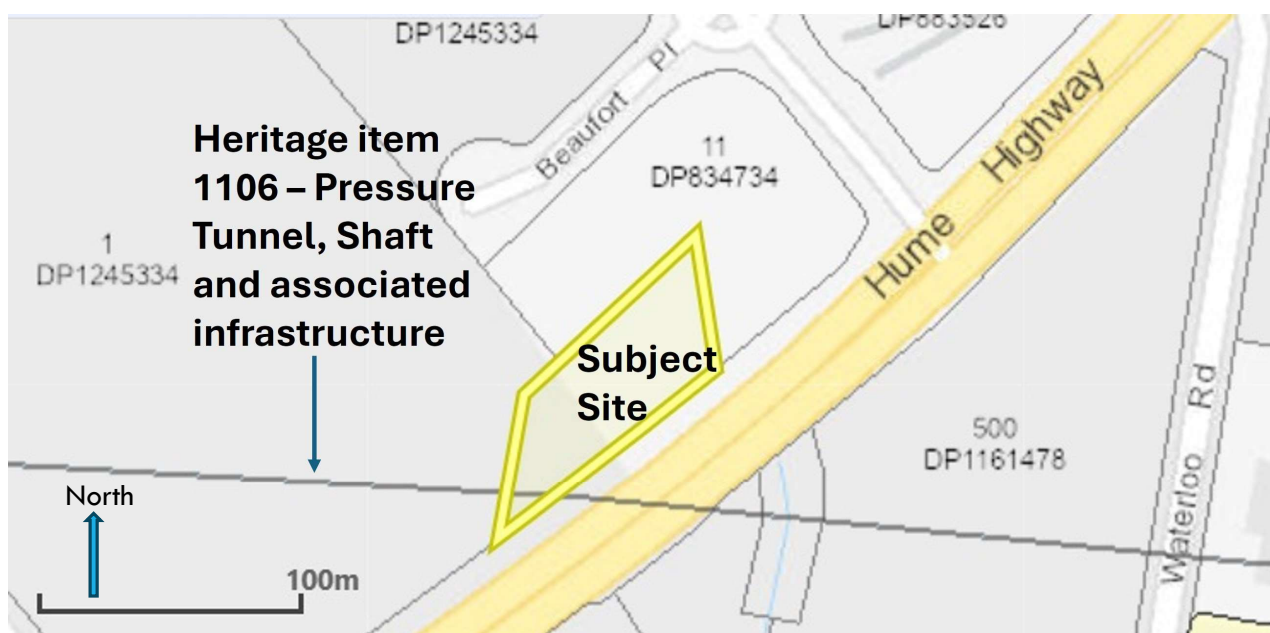 DP1245334
DP883926
Beaufort Pl
Heritage item
1106 – Pressure
Tunnel, Shaft
and associated
infrastructure
11
DP834734
Hume Highway
1
DP1245334
Subject
Site
500
DP1161478
Waterloo Rd
North
100m